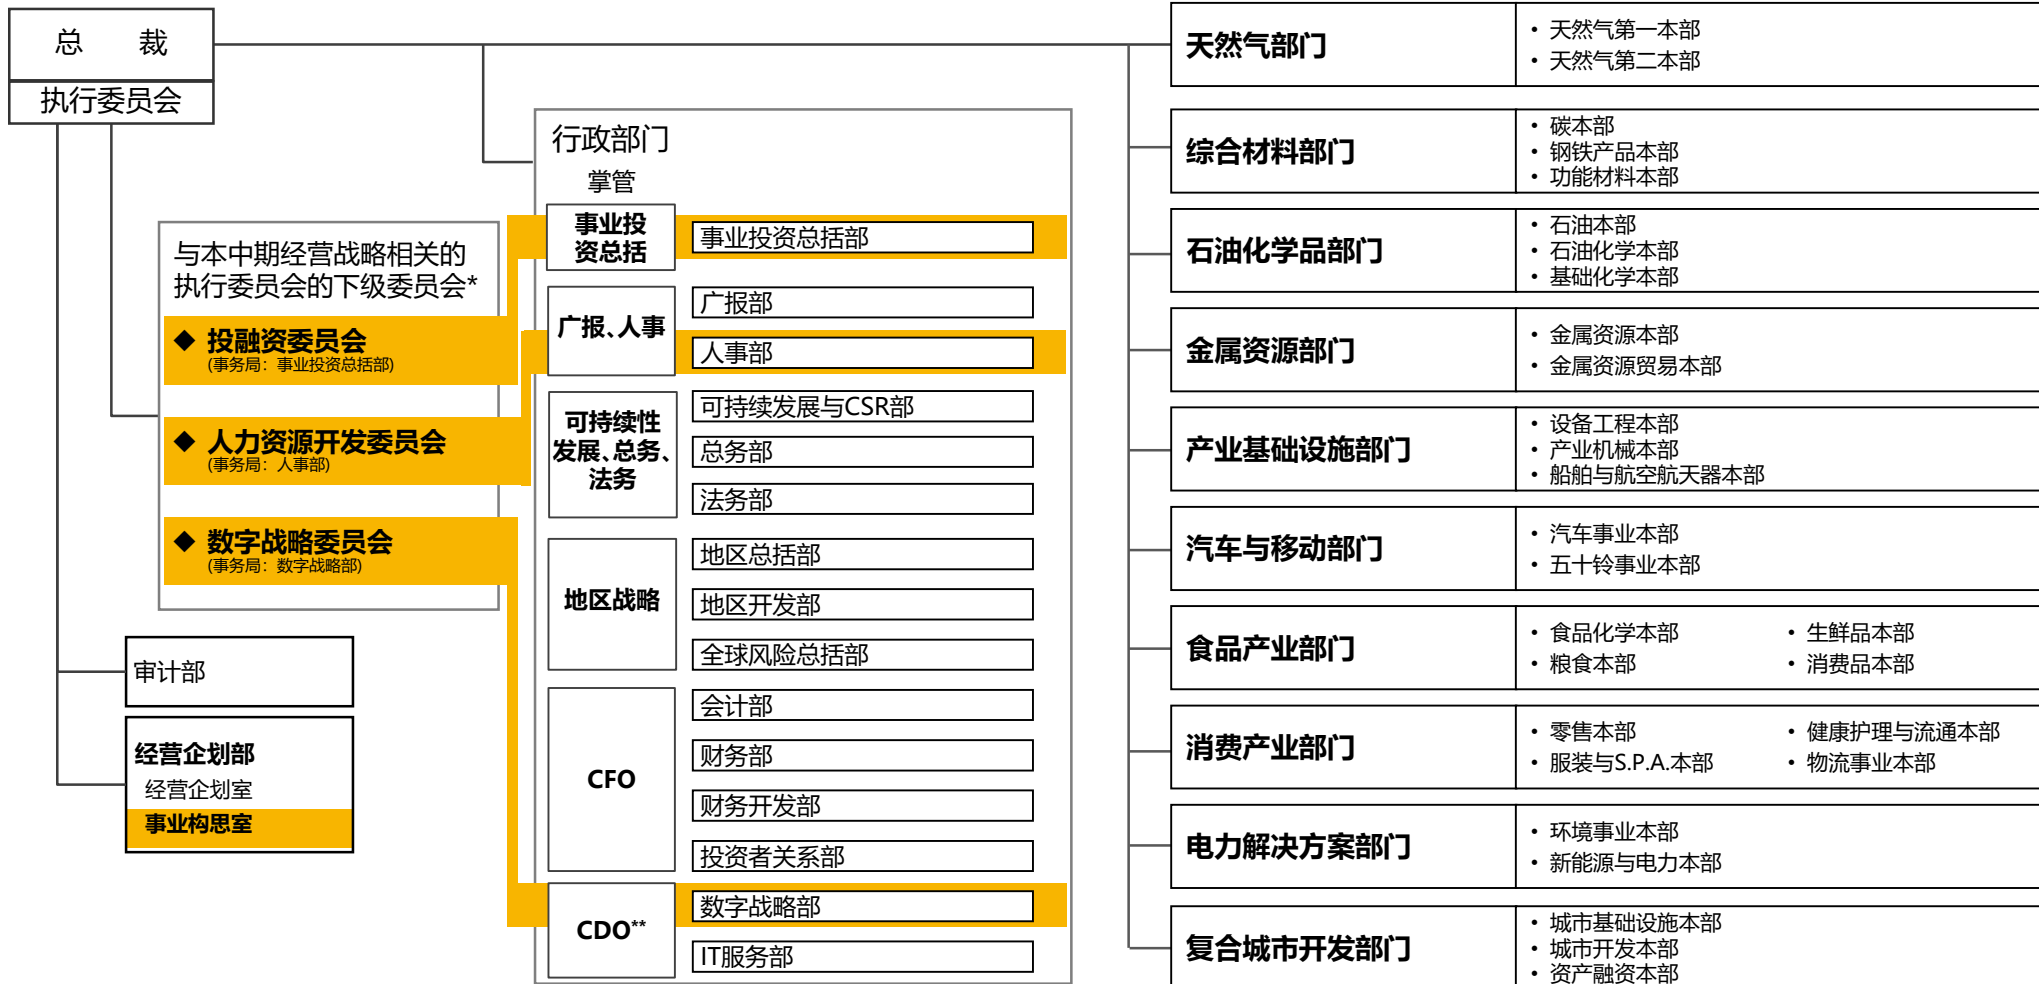 总　裁
执行委员会
与本中期经营战略相关的
执行委员会的下级委员会*
◆ 投融资委员会
(事务局：事业投资总括部)
◆ 人力资源开发委员会
(事务局：人事部)
◆ 数字战略委员会
(事务局：数字战略部)
审计部
经营企划部
经营企划室
事业构思室
行政部门
掌管
事业投
资总括
事业投资总括部
广报、人事
广报部
人事部
可持续性
发展、总务、
法务
可持续发展与CSR部
总务部
法务部
地区战略
地区总括部
地区开发部
全球风险总括部
CFO
会计部
财务部
财务开发部
投资者关系部
CDO**
数字战略部
IT服务部
天然气部门
• 天然气第一本部
• 天然气第二本部
综合材料部门
• 碳本部
• 钢铁产品本部
• 功能材料本部
石油化学品部门
• 石油本部
• 石油化学本部
• 基础化学本部
金属资源部门
• 金属资源本部
• 金属资源贸易本部
产业基础设施部门
• 设备工程本部
• 产业机械本部
• 船舶与航空航天器本部
汽车与移动部门
• 汽车事业本部
• 五十铃事业本部
食品产业部门
• 食品化学本部
• 粮食本部
• 生鲜品本部
• 消费品本部
消费产业部门
• 零售本部
• 服装与S.P.A.本部
• 健康护理与流通本部
• 物流事业本部
电力解决方案部门
• 环境事业本部
• 新能源与电力本部
复合城市开发部门
• 城市基础设施本部
• 城市开发本部
• 资产融资本部